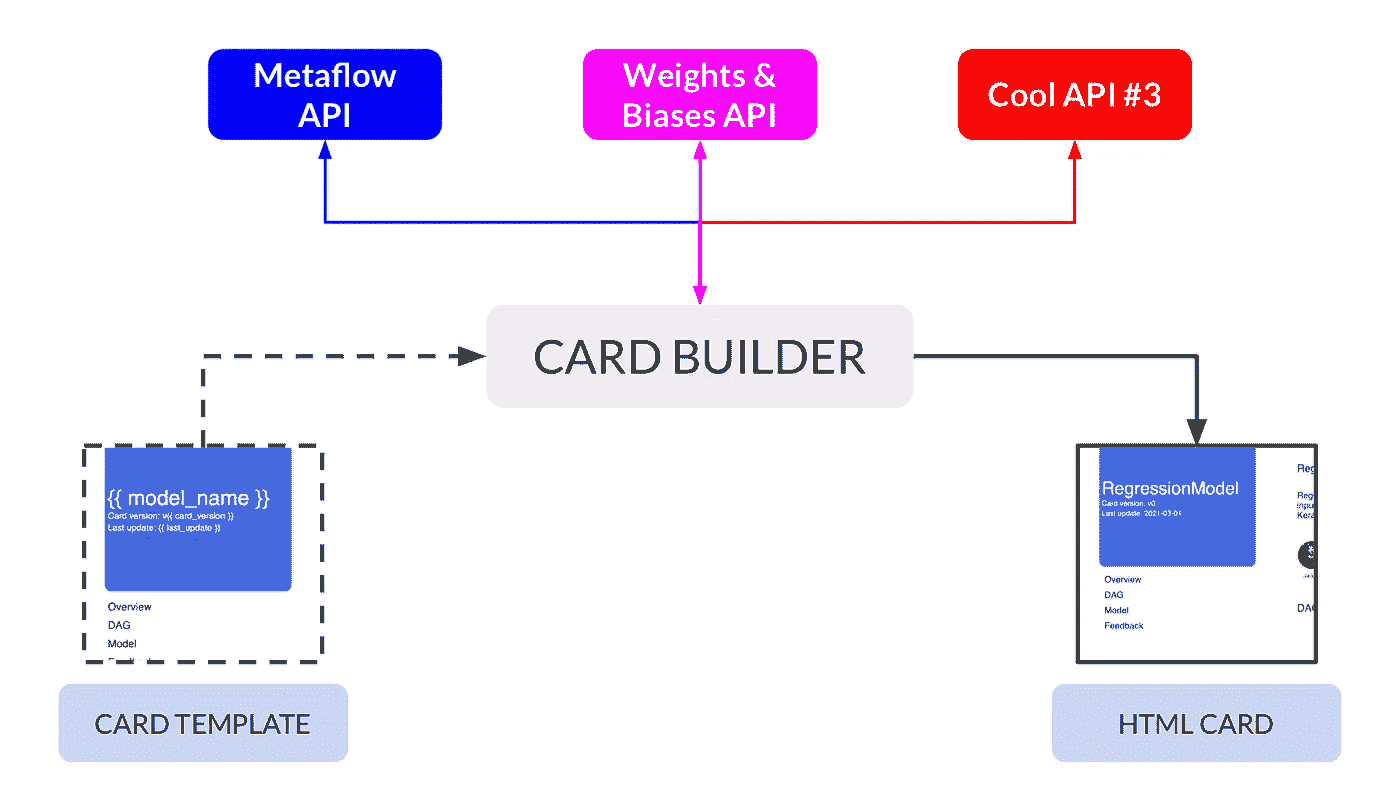 Metaflow
API
Weights &
Biases API
Cool API #3
CARD BUILDER
{{ model_name }}
Card version: v{{ card_version }}
Last update: {{ last_update }}
Overview
DAG
Model
CARD TEMPLATE
RegressionModel
Card version: v0
Last update: 2021-03-01
Overview
DAG
Model
Feedback
Reg
Regr
inpu
Kera
DAG
HTML CARD